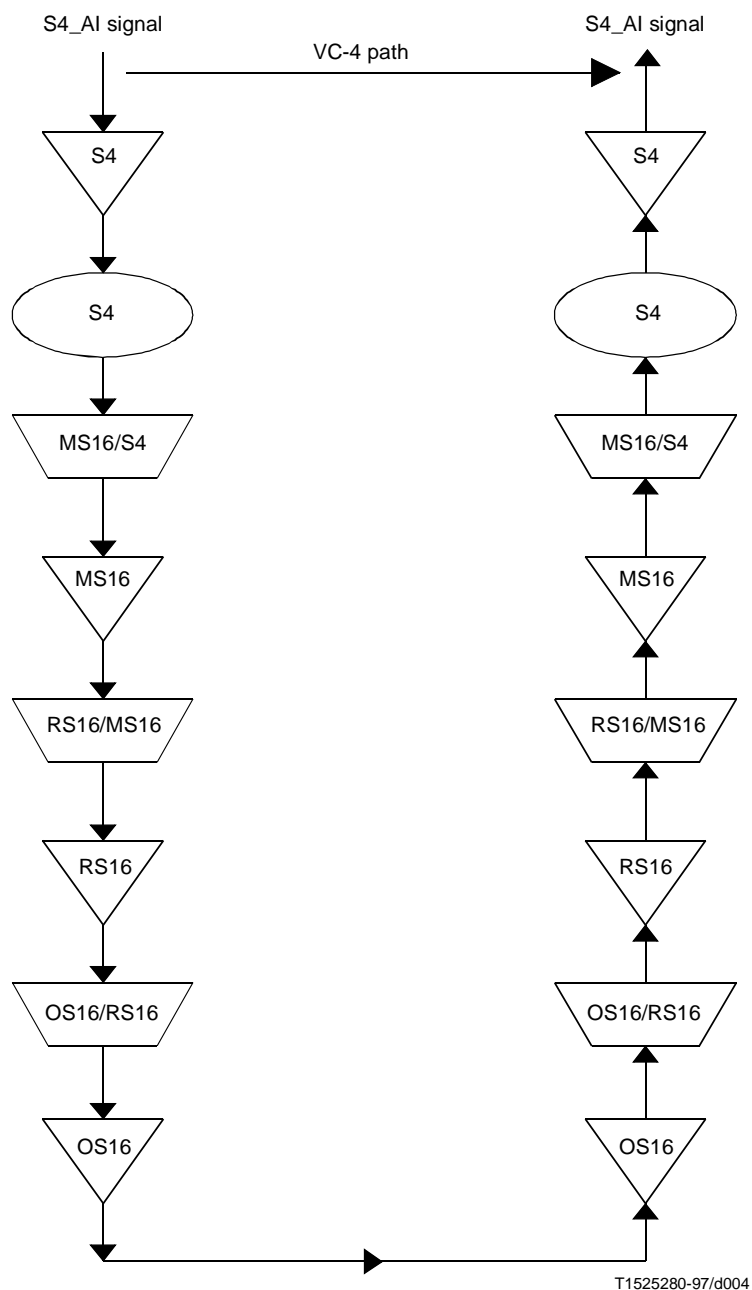 S4_AI signal
S4_AI signal
VC-4 path
S4
S4
S4
S4
MS16/S4
MS16/S4
MS16
MS16
RS16/MS16
RS16/MS16
RS16
RS16
OS16/RS16
OS16/RS16
OS16
OS16
T1525280-97/d004